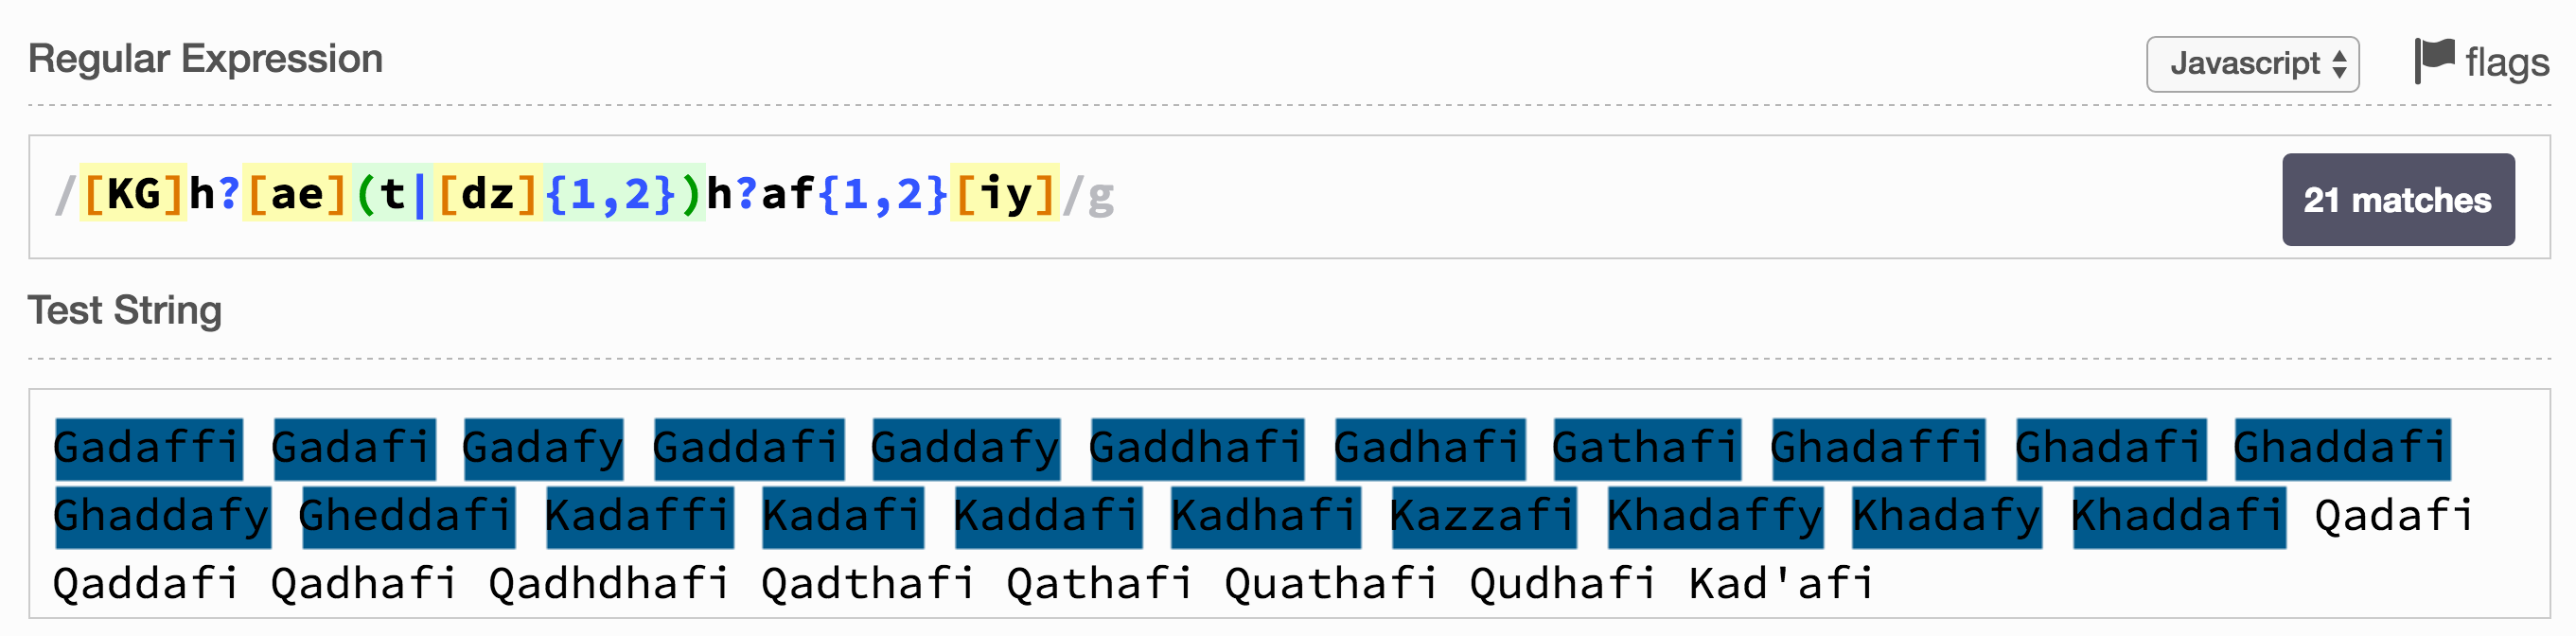 Regular Expression
Javascript
flags
/[KG]h?[ae](t|[dz]{1,2})h?af{1,2}[iy]/g
21 matches
Test String
Gadaffi Gadafi Gadafy Gaddafi Gaddafy Gaddhafi Gadhafi Gathafi Ghadaffi Ghadafi Ghaddafi
Ghaddafy Gheddafi Kadaffi Kadafi Kaddafi Kadhafi Kazzafi Khadaffy Khadafy Khaddafi Qadafi
Qaddafi Qadhafi Qadhdhafi Qadthafi Qathafi Quathafi Qudhafi Kad'afi